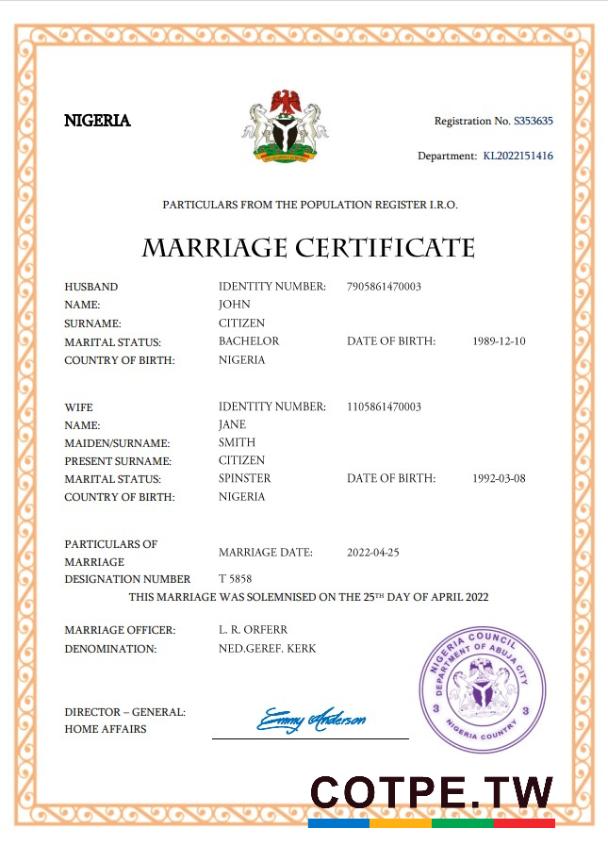 NIGERIA
Registration No. S353635
Department: KL2022151416
PARTICULARS FROM THE POPULATION REGISTER I.R.O.
MARRIAGE CERTIFICATE
HUSBAND IDENTITY NUMBER: 7905861470003
NAME: JOHN
SURNAME: CITIZEN
MARITAL STATUS: BACHELOR DATE OF BIRTH: 1989-12-10
COUNTRY OF BIRTH: NIGERIA
WIFE IDENTITY NUMBER: 1105861470003
NAME: JANE
MAIDEN/SURNAME: SMITH
PRESENT SURNAME: CITIZEN
MARITAL STATUS: SPINSTER DATE OF BIRTH: 1992-03-08
COUNTRY OF BIRTH: NIGERIA
PARTICULARS OF
MARRIAGE MARRIAGE DATE: 2022-04-25
DESIGNATION NUMBER T 5858
THIS MARRIAGE WAS SOLEMNISED ON THE 25TH DAY OF APRIL 2022
MARRIAGE OFFICER: L. R. ORFERR
DENOMINATION: NED.GEREF. KERK
NIGERIA COUNCIL
DEPARTMENT OF ABUJA CITY
3 3
NIGERIA COUNTRY
DIRECTOR – GENERAL:
HOME AFFAIRS
Emmy Anderson
COTPE.TW